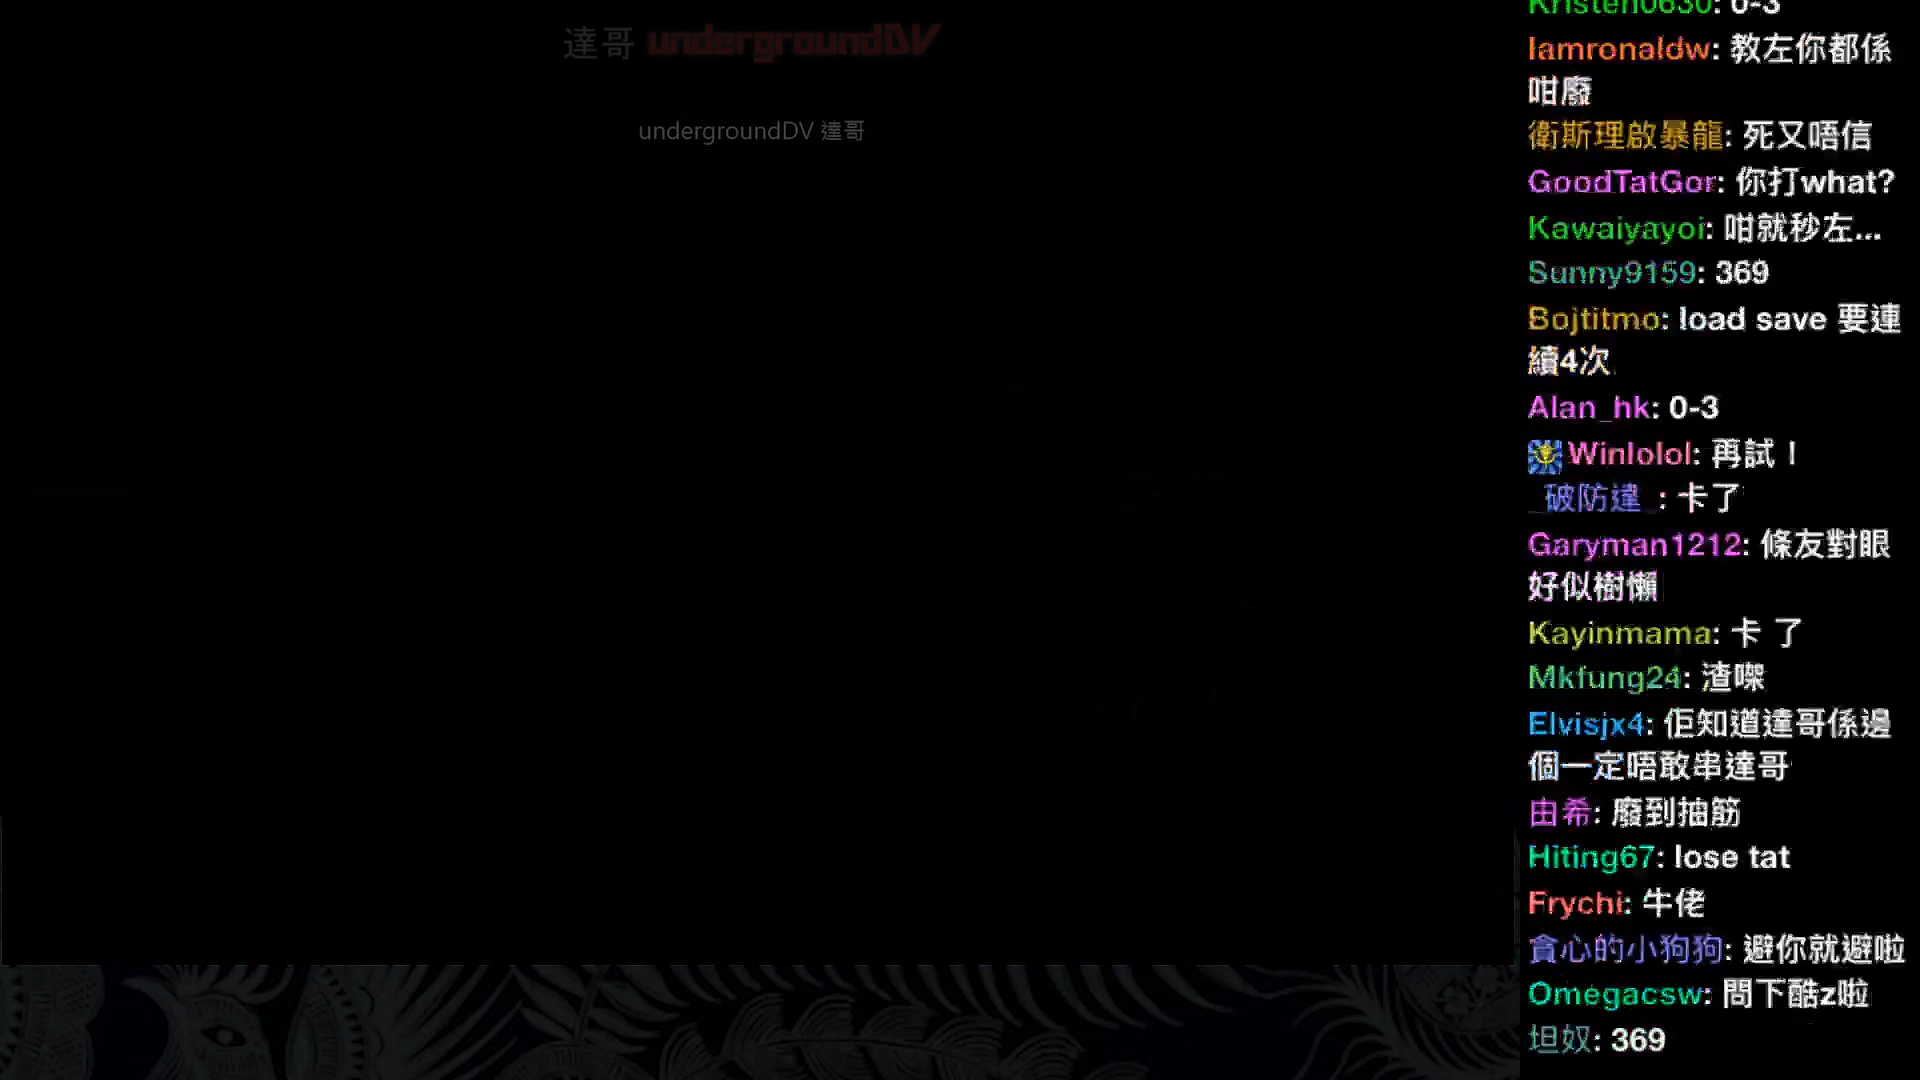 達哥 undergroundDV
undergroundDV 達哥
Kristen0630: 0-3
Iamronaldw: 教左你都係
咁廢
衛斯理啟暴龍: 死又唔信
GoodTatGor: 你打what?
Kawaiyayoi: 咁就秒左...
Sunny9159: 369
Bojtitmo: load save 要連
續4次
Alan_hk: 0-3
Winlolol: 再試！
_破防達_: 卡了
Garyman1212: 條友對眼
好似樹懶
Kayinmama: 卡 了
Mkfung24: 渣㗎
Elvisjx4: 佢知道達哥係邊
個一定唔敢串達哥
由希: 廢到抽筋
Hiting67: lose tat
Frychi: 牛佬
貪心的小狗狗: 避你就避啦
Omegacsw: 問下酷z啦
坦奴: 369